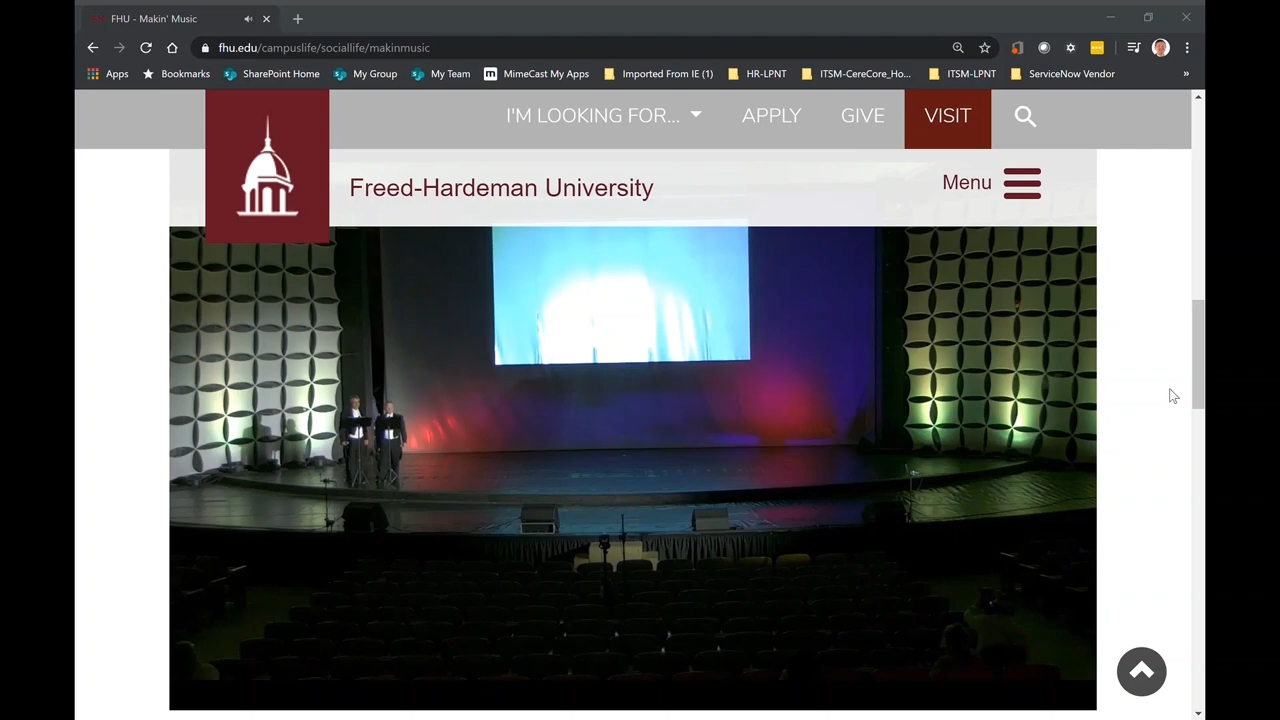 FHU - Makin' Music
fhu.edu/campuslife/sociallife/makinmusic
Apps Bookmarks SharePoint Home My Group My Team MimeCast My Apps Imported From IE (1) HR-LPNT ITSM-CereCore_Ho... ITSM-LPNT ServiceNow Vendor »
I'M LOOKING FOR... APPLY GIVE VISIT
Freed-Hardeman University
Menu